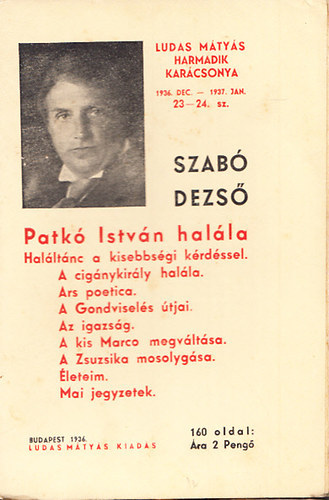 LUDAS MÁTYÁS
HARMADIK
KARÁCSONYA
1936. DEC. — 1937. JAN.
23—24. sz.
SZABÓ
DEZSŐ
Patkó István halála
Haláltánc a kisebbségi kérdéssel.
A cigánykirály halála.
Ars poetica.
A Gondviselés útjai.
Az igazság.
A kis Marco megváltása.
A Zsuzsika mosolygása.
Életeim.
Mai jegyzetek.
BUDAPEST 1936.
LUDAS MÁTYÁS KIADÁS
160 oldal:
Ára 2 Pengő